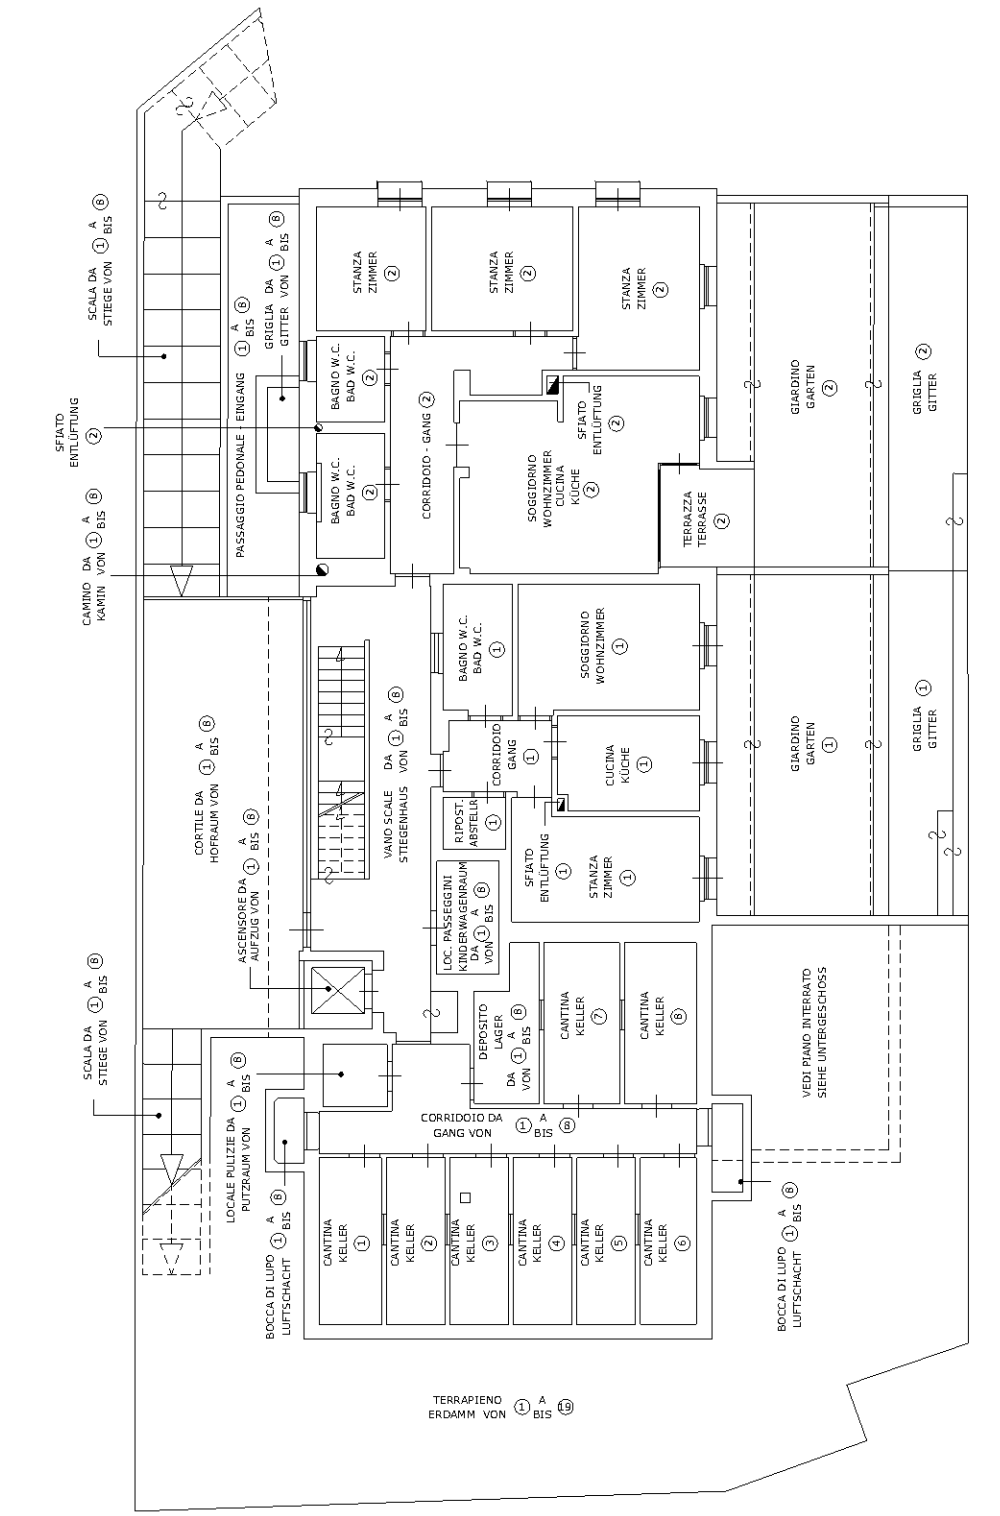 SCALA DA ① A ⑧
STIEGE VON BIS
SFIATO
ENTLÜFTUNG
②
CAMINO DA ① A ⑧
KAMIN VON BIS
PASSAGGIO PEDONALE - EINGANG ① A ⑧
BIS
GRIGLIA DA ① A ⑧
GITTER VON BIS
STANZA
ZIMMER
②
STANZA
ZIMMER
②
STANZA
ZIMMER
②
BAGNO W.C.
BAD W.C.
②
BAGNO W.C.
BAD W.C.
②
CORRIDOIO - GANG ②
SFIATO
ENTLÜFTUNG
②
SOGGIORNO
WOHNZIMMER
CUCINA
KÜCHE
②
TERRAZZA
TERRASSE
②
GIARDINO
GARTEN
②
GRIGLIA
GITTER
②
CORTILE DA ① A ⑧
HOFRAUM VON BIS
VANO SCALE DA ① A ⑧
STIEGENHAUS VON BIS
ASCENSORE DA ① A ⑧
AUFZUG VON BIS
BAGNO W.C.
BAD W.C.
①
SOGGIORNO
WOHNZIMMER
①
CORRIDOIO
GANG
①
CUCINA
KÜCHE
①
RIPOST.
ABSTELLR
①
SFIATO
ENTLÜFTUNG
①
STANZA
ZIMMER
①
GIARDINO
GARTEN
①
GRIGLIA
GITTER
①
LOC. PASSEGGINI
KINDERWAGENRAUM
DA ① A ⑧
VON BIS
SCALA DA ① A ⑧
STIEGE VON BIS
LOCALE PULIZIE DA ① A ⑧
PUTZRAUM VON BIS
DEPOSITO
LAGER
DA ① A ⑧
VON BIS
CANTINA
KELLER
⑦
CANTINA
KELLER
⑧
VEDI PIANO INTERRATO
SIEHE UNTERGESCHOSS
CORRIDOIO DA ① A ⑧
GANG VON BIS
BOCCA DI LUPO ① A ⑧
LUFTSCHACHT BIS
CANTINA
KELLER
①
CANTINA
KELLER
②
CANTINA
KELLER
③
CANTINA
KELLER
④
CANTINA
KELLER
⑤
CANTINA
KELLER
⑥
BOCCA DI LUPO ① A ⑧
LUFTSCHACHT BIS
TERRAPIENO ① A ⑲
ERDAMM VON BIS